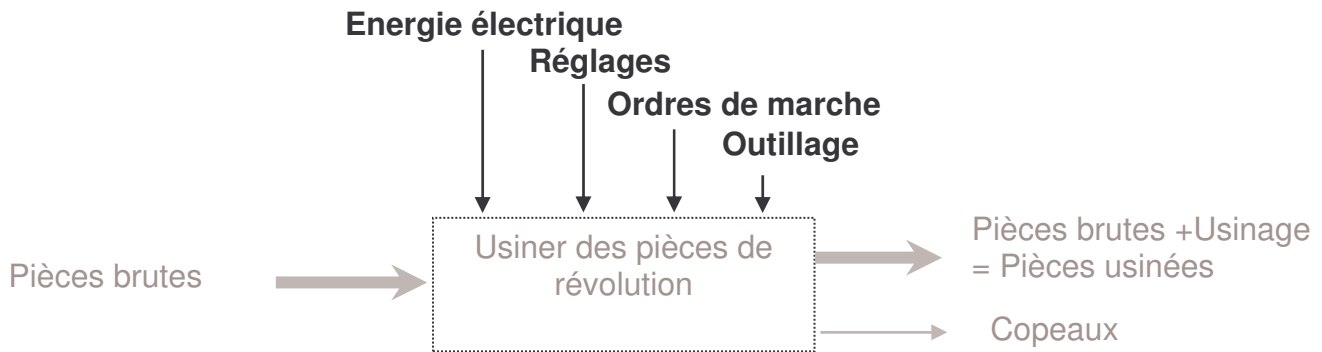 Energie électrique
Réglages
Ordres de marche
Outillage
Pièces brutes
Usiner des pièces de
révolution
Pièces brutes +Usinage
= Pièces usinées
Copeaux